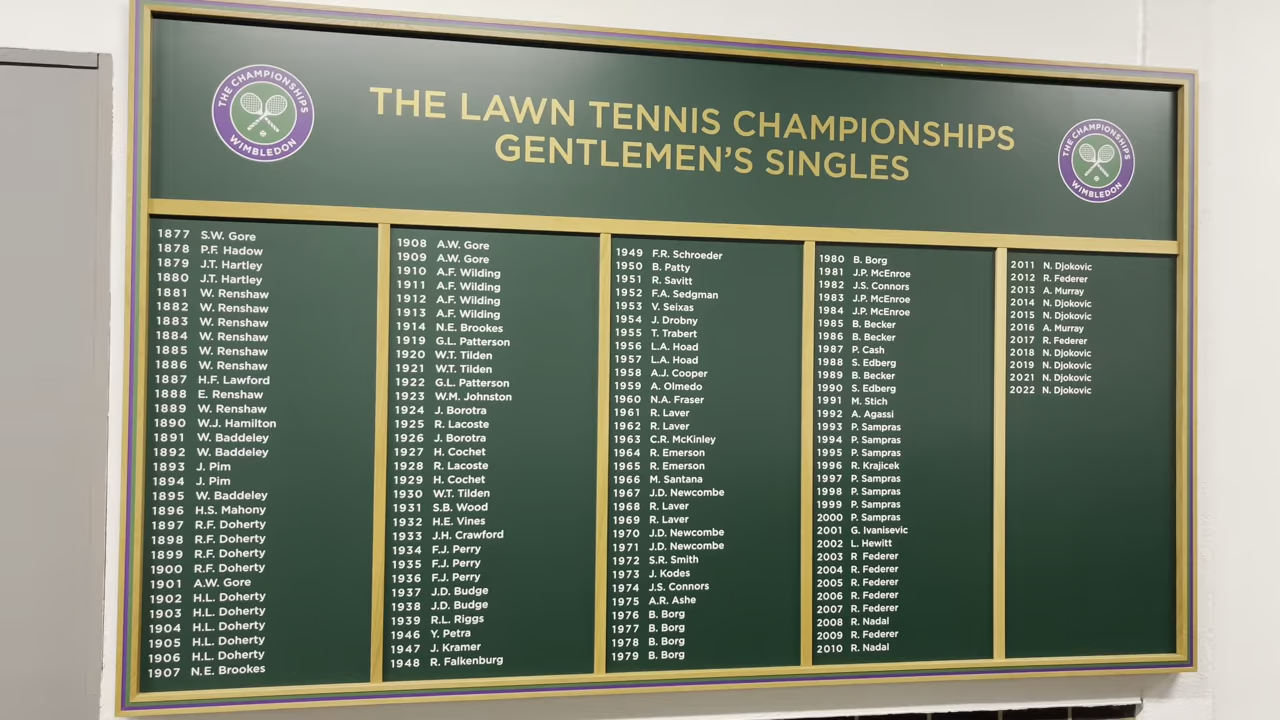 THE CHAMPIONSHIPS
WIMBLEDON
THE LAWN TENNIS CHAMPIONSHIPS
GENTLEMEN'S SINGLES
THE CHAMPIONSHIPS
WIMBLEDON
1877 S.W. Gore
1878 P.F. Hadow
1879 J.T. Hartley
1880 J.T. Hartley
1881 W. Renshaw
1882 W. Renshaw
1883 W. Renshaw
1884 W. Renshaw
1885 W. Renshaw
1886 W. Renshaw
1887 H.F. Lawford
1888 E. Renshaw
1889 W. Renshaw
1890 W.J. Hamilton
1891 W. Baddeley
1892 W. Baddeley
1893 J. Pim
1894 J. Pim
1895 W. Baddeley
1896 H.S. Mahony
1897 R.F. Doherty
1898 R.F. Doherty
1899 R.F. Doherty
1900 R.F. Doherty
1901 A.W. Gore
1902 H.L. Doherty
1903 H.L. Doherty
1904 H.L. Doherty
1905 H.L. Doherty
1906 H.L. Doherty
1907 N.E. Brookes
1908 A.W. Gore
1909 A.W. Gore
1910 A.F. Wilding
1911 A.F. Wilding
1912 A.F. Wilding
1913 A.F. Wilding
1914 N.E. Brookes
1919 G.L. Patterson
1920 W.T. Tilden
1921 W.T. Tilden
1922 G.L. Patterson
1923 W.M. Johnston
1924 J. Borotra
1925 R. Lacoste
1926 J. Borotra
1927 H. Cochet
1928 R. Lacoste
1929 H. Cochet
1930 W.T. Tilden
1931 S.B. Wood
1932 H.E. Vines
1933 J.H. Crawford
1934 F.J. Perry
1935 F.J. Perry
1936 F.J. Perry
1937 J.D. Budge
1938 J.D. Budge
1939 R.L. Riggs
1946 Y. Petra
1947 J. Kramer
1948 R. Falkenburg
1949 F.R. Schroeder
1950 B. Patty
1951 R. Savitt
1952 F.A. Sedgman
1953 V. Seixas
1954 J. Drobny
1955 T. Trabert
1956 L.A. Hoad
1957 L.A. Hoad
1958 A.J. Cooper
1959 A. Olmedo
1960 N.A. Fraser
1961 R. Laver
1962 R. Laver
1963 C.R. McKinley
1964 R. Emerson
1965 R. Emerson
1966 M. Santana
1967 J.D. Newcombe
1968 R. Laver
1969 R. Laver
1970 J.D. Newcombe
1971 J.D. Newcombe
1972 S.R. Smith
1973 J. Kodes
1974 J.S. Connors
1975 A.R. Ashe
1976 B. Borg
1977 B. Borg
1978 B. Borg
1979 B. Borg
1980 B. Borg
1981 J.P. McEnroe
1982 J.S. Connors
1983 J.P. McEnroe
1984 J.P. McEnroe
1985 B. Becker
1986 B. Becker
1987 P. Cash
1988 S. Edberg
1989 B. Becker
1990 S. Edberg
1991 M. Stich
1992 A. Agassi
1993 P. Sampras
1994 P. Sampras
1995 P. Sampras
1996 R. Krajicek
1997 P. Sampras
1998 P. Sampras
1999 P. Sampras
2000 P. Sampras
2001 G. Ivanisevic
2002 L. Hewitt
2003 R Federer
2004 R. Federer
2005 R. Federer
2006 R. Federer
2007 R. Federer
2008 R. Nadal
2009 R. Federer
2010 R. Nadal
2011 N. Djokovic
2012 R. Federer
2013 A. Murray
2014 N. Djokovic
2015 N. Djokovic
2016 A. Murray
2017 R. Federer
2018 N. Djokovic
2019 N. Djokovic
2021 N. Djokovic
2022 N. Djokovic